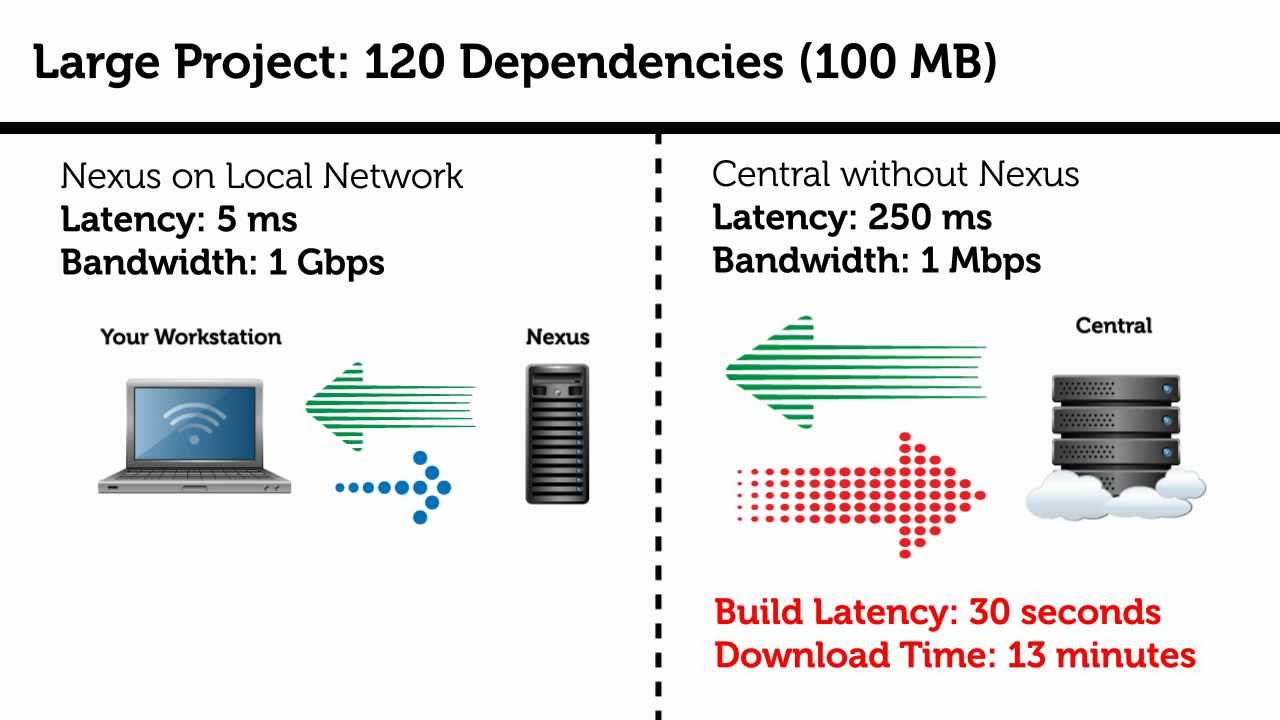 Large Project: 120 Dependencies (100 MB)
Nexus on Local Network
Latency: 5 ms
Bandwidth: 1 Gbps
Your Workstation
Nexus
Central without Nexus
Latency: 250 ms
Bandwidth: 1 Mbps
Central
Build Latency: 30 seconds
Download Time: 13 minutes